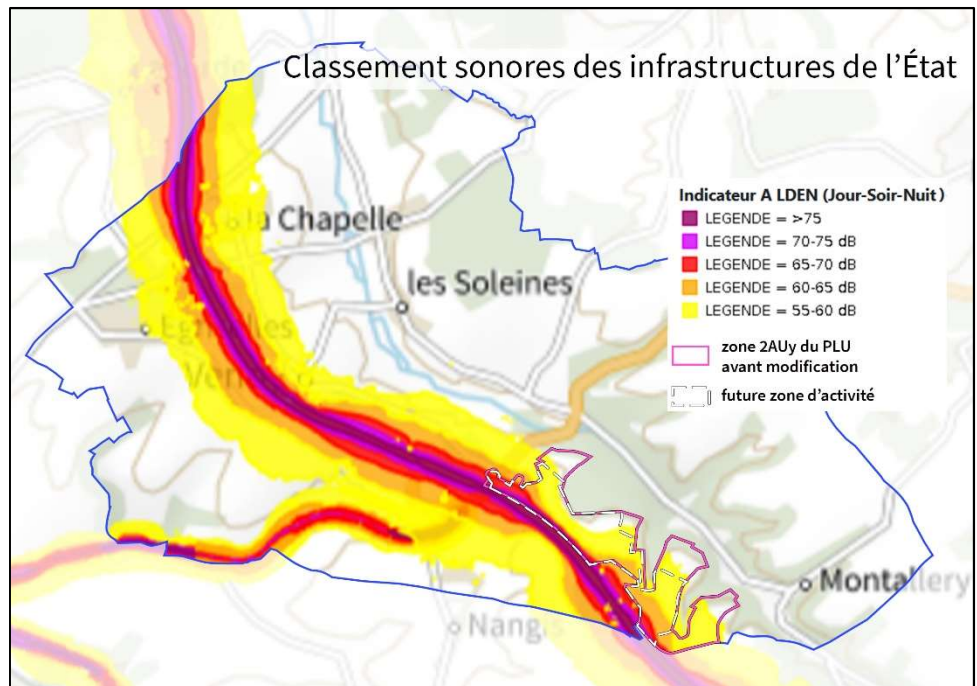 Classement sonores des infrastructures de l'État
Indicateur A LDEN (Jour-Soir-Nuit)
LEGENDE = >75
LEGENDE = 70-75 dB
LEGENDE = 65-70 dB
LEGENDE = 60-65 dB
LEGENDE = 55-60 dB
zone 2AUy du PLU
avant modification
future zone d'activité
la Chapelle
les Soleines
Montallery